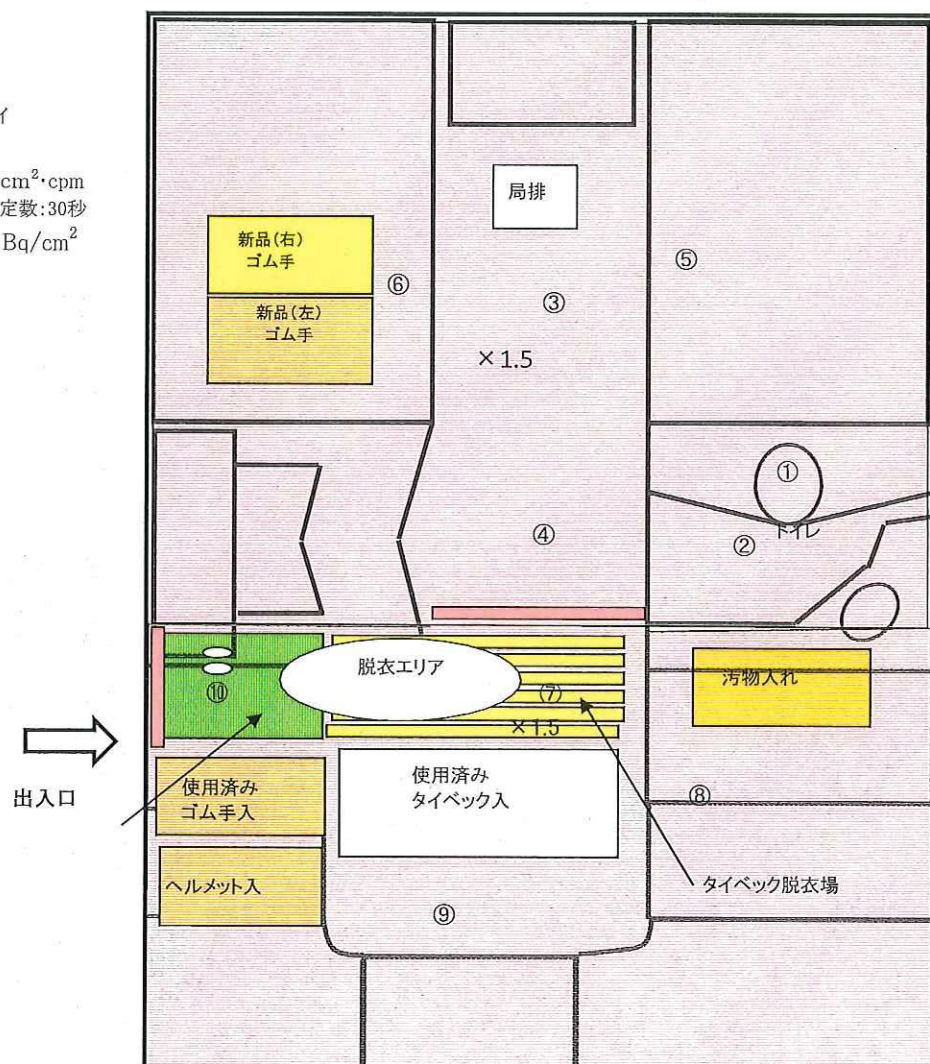 イ
cm²･cpm
定数:30秒
Bq/cm²
局排
新品(右)
ゴム手
新品(左)
ゴム手
⑥
⑤
③
×1.5
①
トイレ
②
④
脱衣エリア
⑩
⑦
×1.5
汚物入れ
出入口
使用済み
ゴム手入
使用済み
タイベック入
⑧
ヘルメット入
タイベック脱衣場
⑨